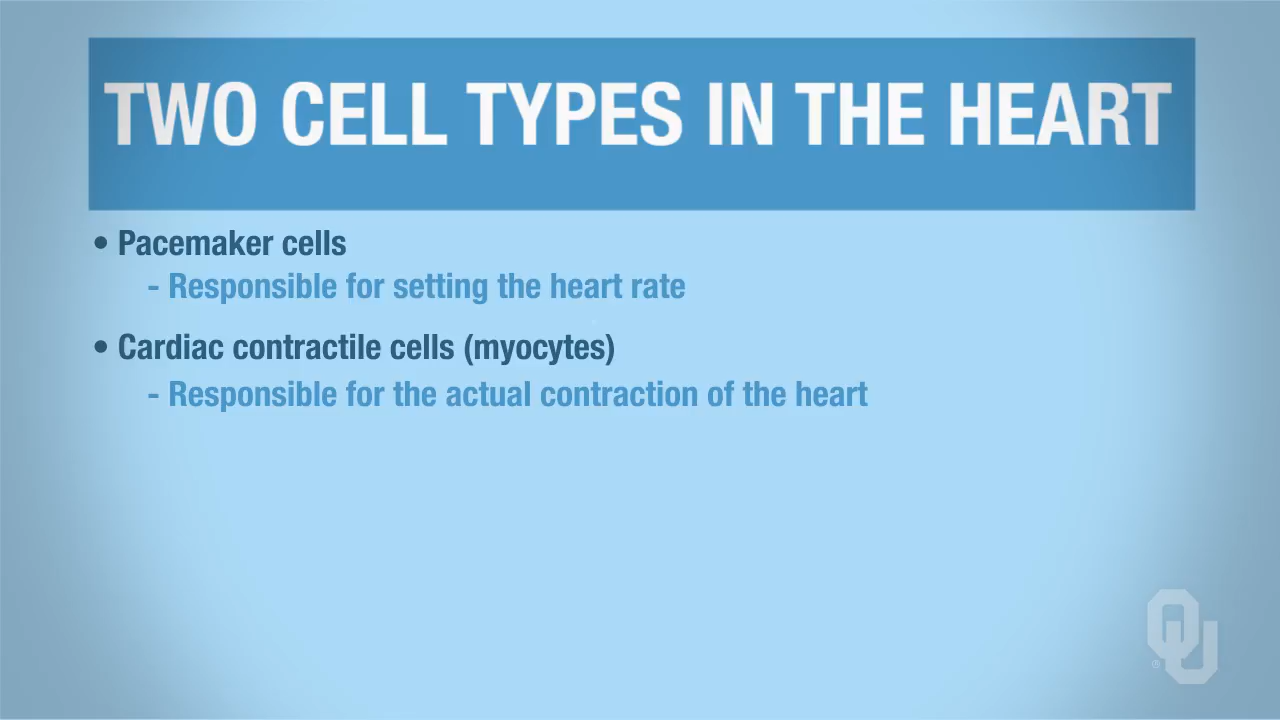 TWO CELL TYPES IN THE HEART
• Pacemaker cells
- Responsible for setting the heart rate
• Cardiac contractile cells (myocytes)
- Responsible for the actual contraction of the heart
OU
®